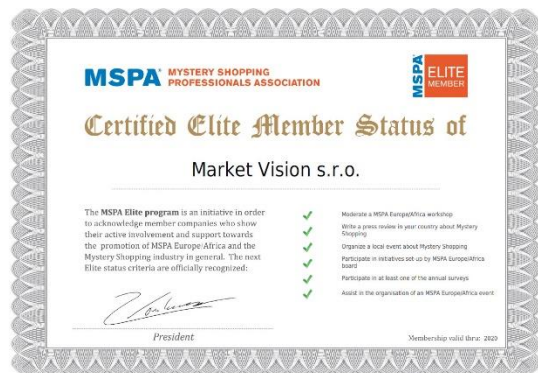 MSPA MYSTERY SHOPPING
PROFESSIONALS ASSOCIATION
MSPA ELITE
MEMBER
Certified Elite Member Status of
Market Vision s.r.o.
The MSPA Elite program is an initiative in order
to acknowledge member companies who show
their active involvement and support towards
the promotion of MSPA Europe/Africa and the
Mystery Shopping industry in general. The next
Elite status criteria are officially recognized:
Moderate a MSPA Europe/Africa workshop
Write a press review in your country about Mystery
Shopping
Organize a local event about Mystery Shopping
Participate in initiatives set-up by MSPA Europe/Africa
board
Participate in at least one of the annual surveys
Assist in the organisation of an MSPA Europe/Africa event
President
Membership valid thru: 2020